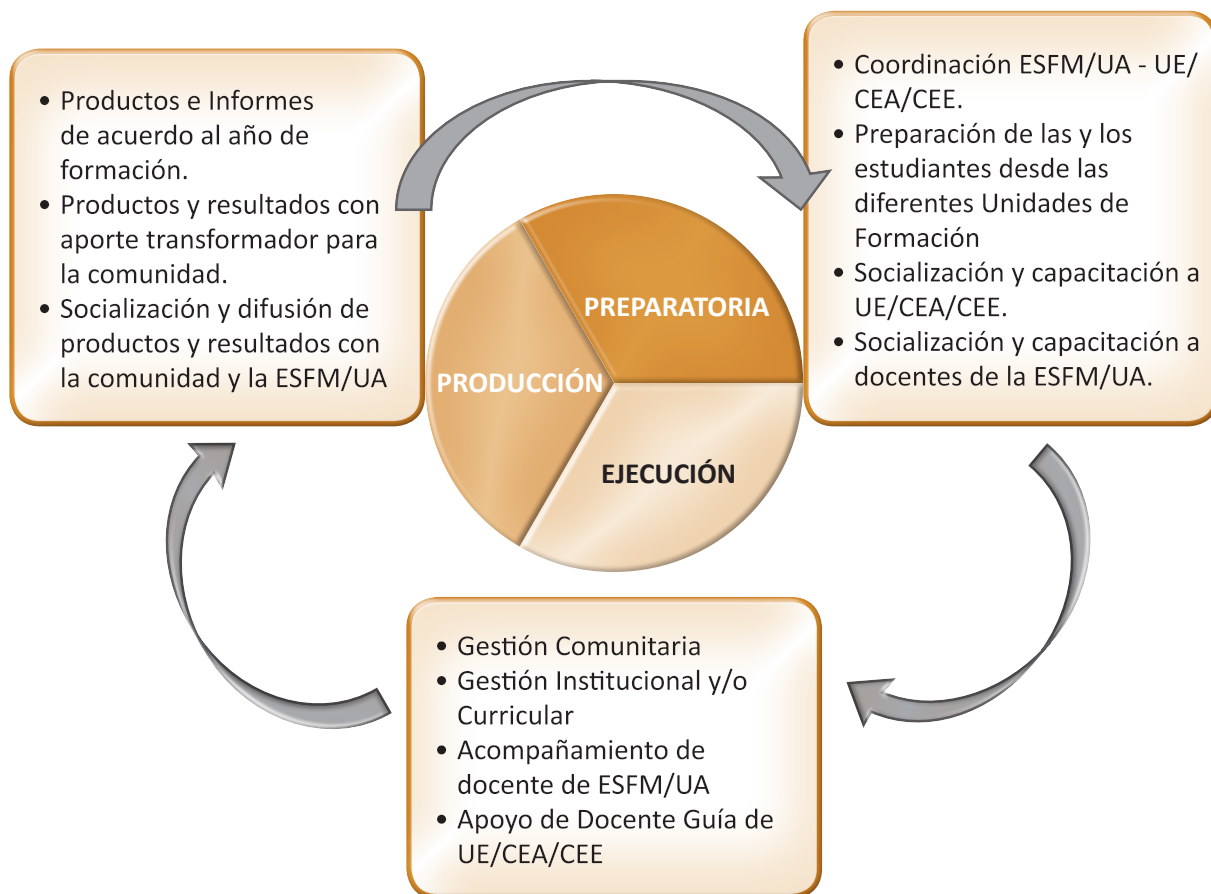 • Productos e Informes
de acuerdo al año de
formación.
• Productos y resultados con
aporte transformador para
la comunidad.
• Socialización y difusión de
productos y resultados con
la comunidad y la ESFM/UA
• Coordinación ESFM/UA - UE/
CEA/CEE.
• Preparación de las y los
estudiantes desde las
diferentes Unidades de
Formación
• Socialización y capacitación a
UE/CEA/CEE.
• Socialización y capacitación a
docentes de la ESFM/UA.
PREPARATORIA
PRODUCCIÓN
EJECUCIÓN
• Gestión Comunitaria
• Gestión Institucional y/o
Curricular
• Acompañamiento de
docente de ESFM/UA
• Apoyo de Docente Guía de
UE/CEA/CEE